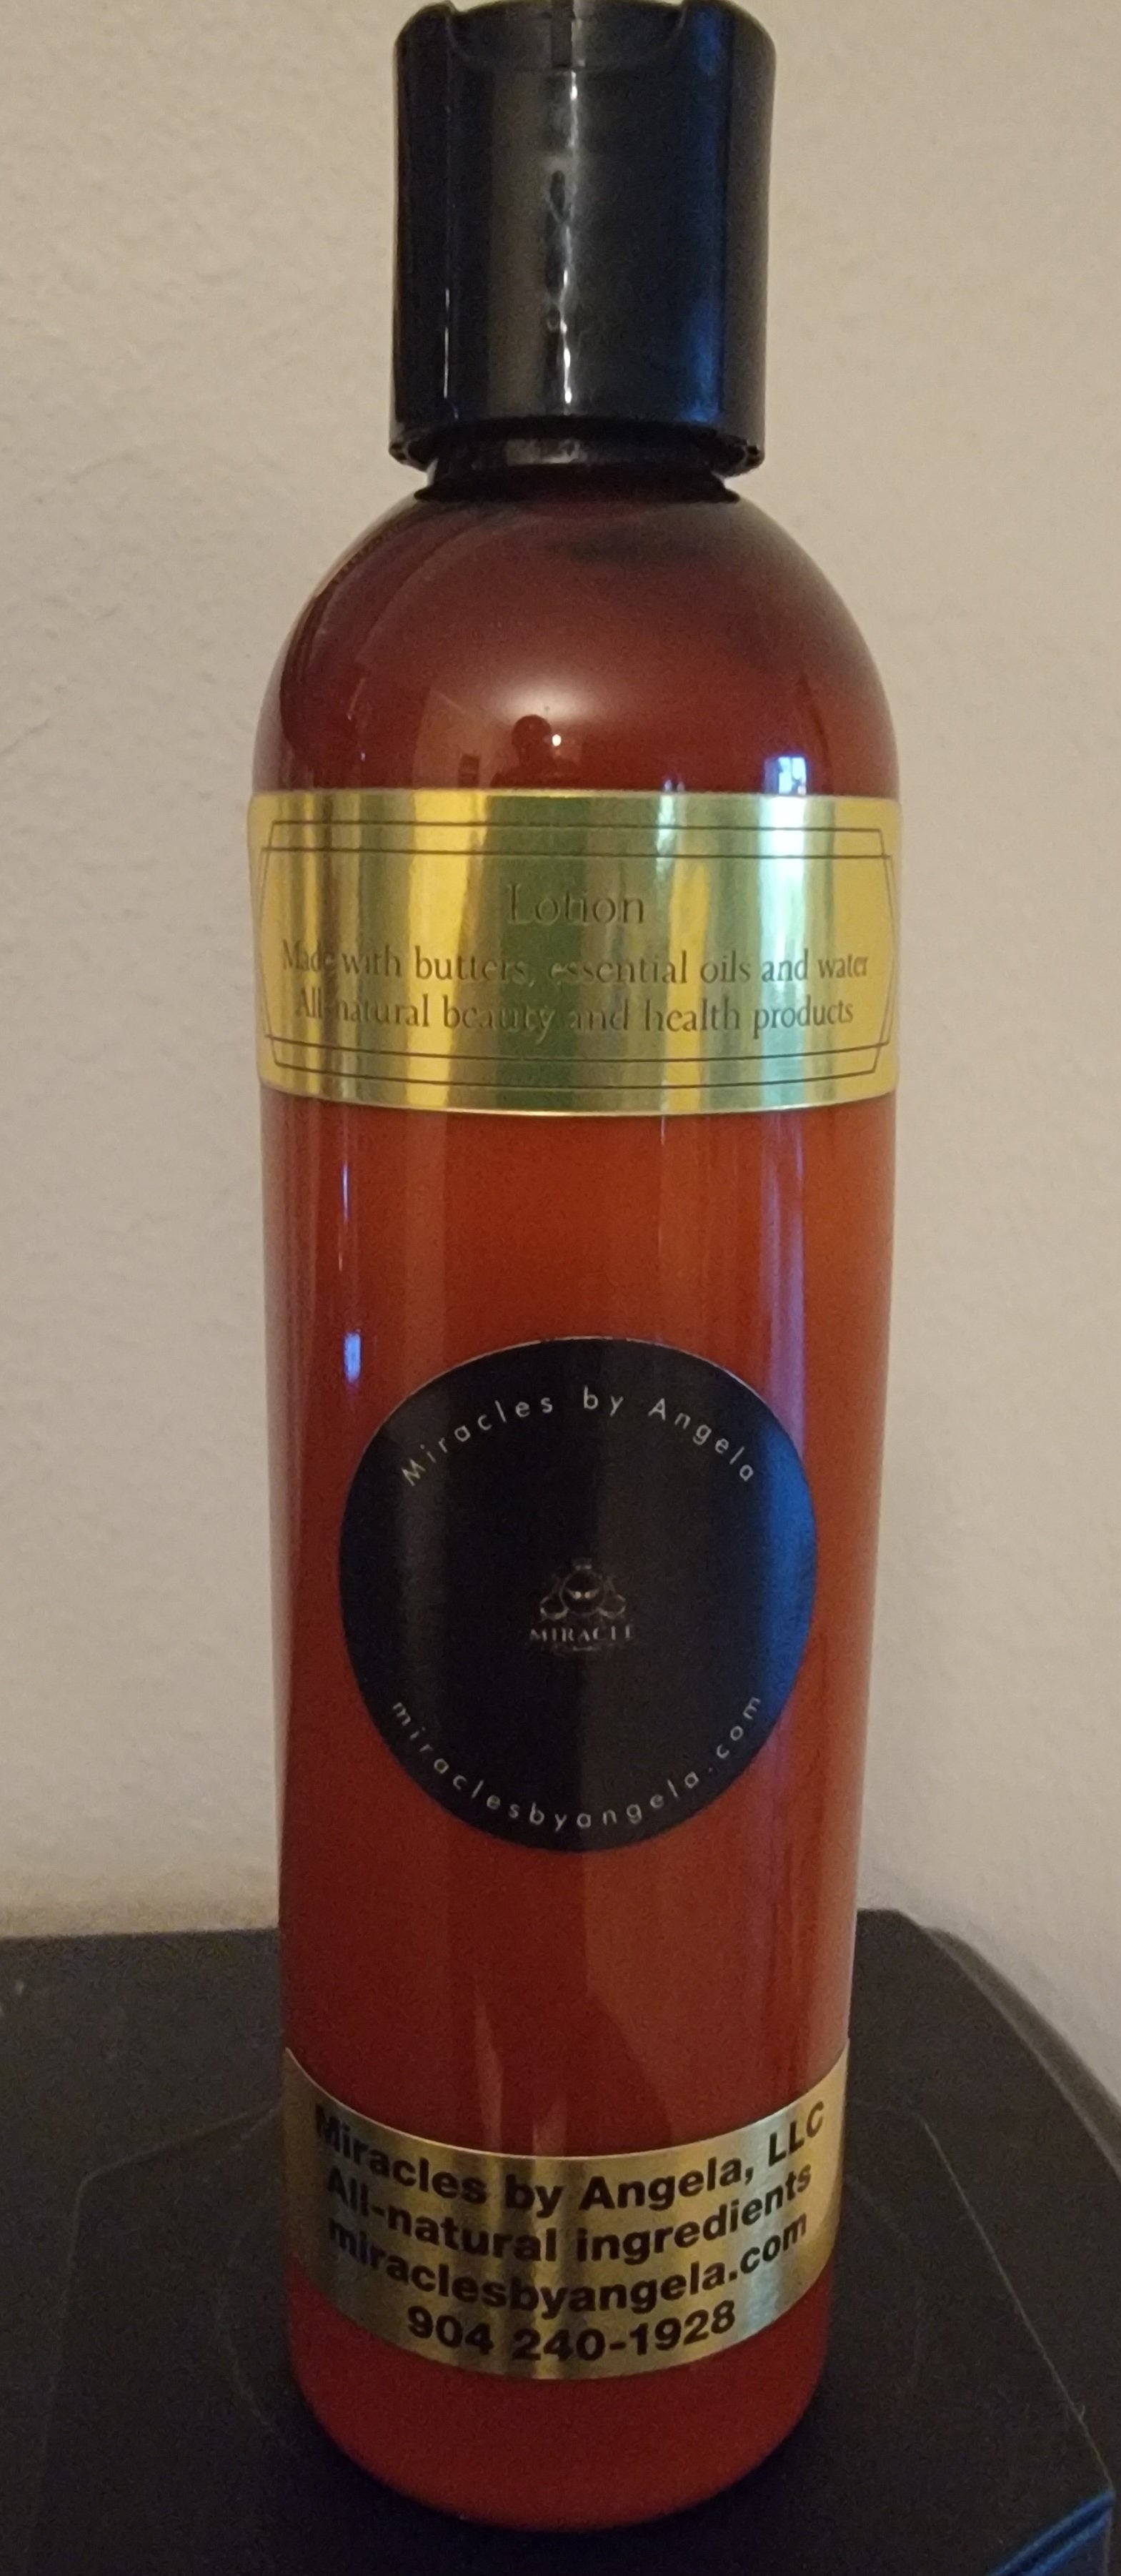 Lotion
Made with butters, essential oils and water
All natural beauty and health products
Miracles by Angela
MIRACLE
miraclesbyangela.com
Miracles by Angela, LLC
All-natural ingredients
miraclesbyangela.com
904 240-1928